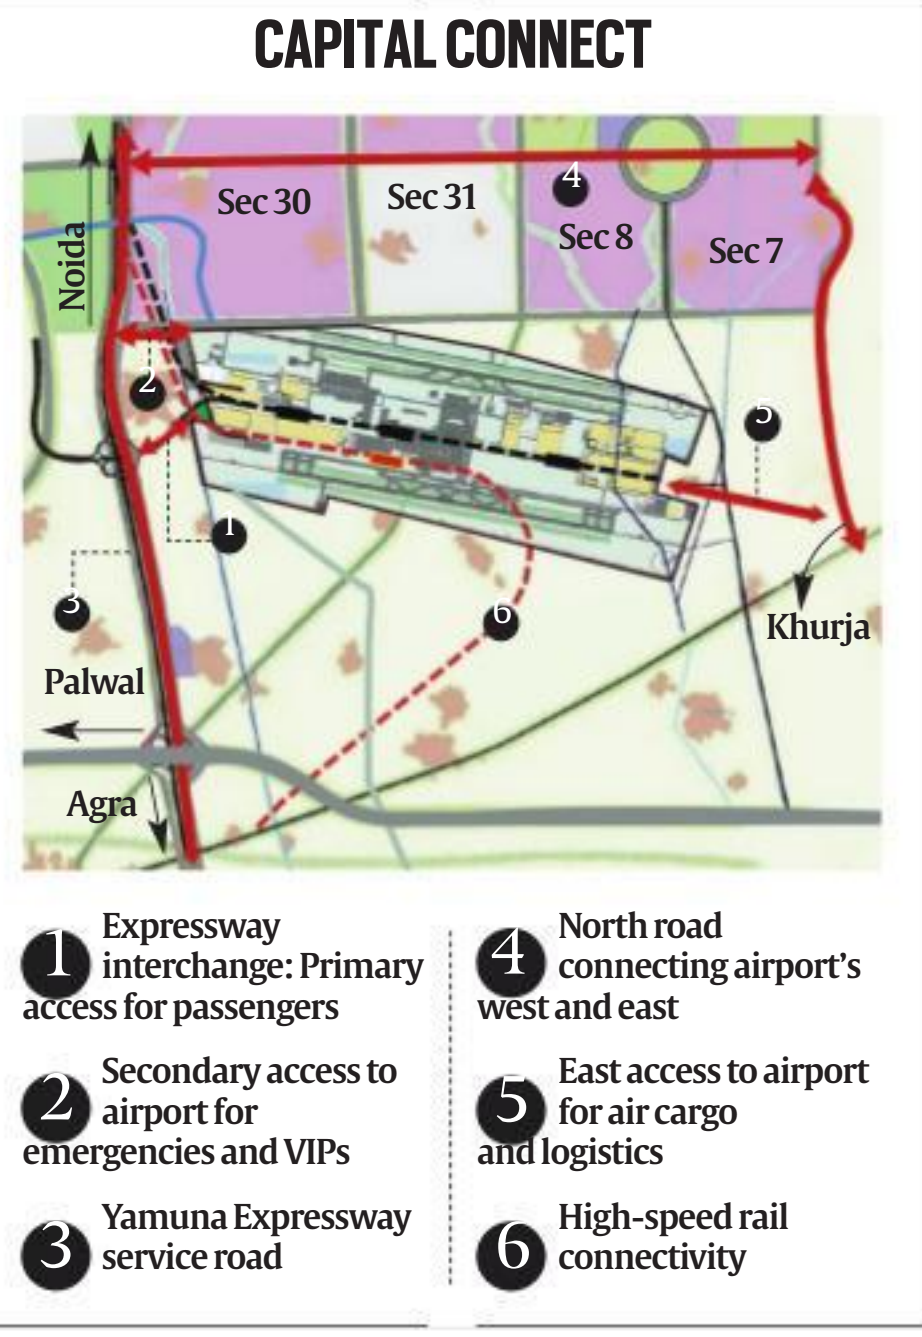 CAPITAL CONNECT
Sec 30
Sec 31
4
Sec 8
Sec 7
Noida
2
5
1
3
6
Khurja
Palwal
Agra
1 Expressway
interchange: Primary
access for passengers
2 Secondary access to
airport for
emergencies and VIPs
3 Yamuna Expressway
service road
4 North road
connecting airport’s
west and east
5 East access to airport
for air cargo
and logistics
6 High-speed rail
connectivity